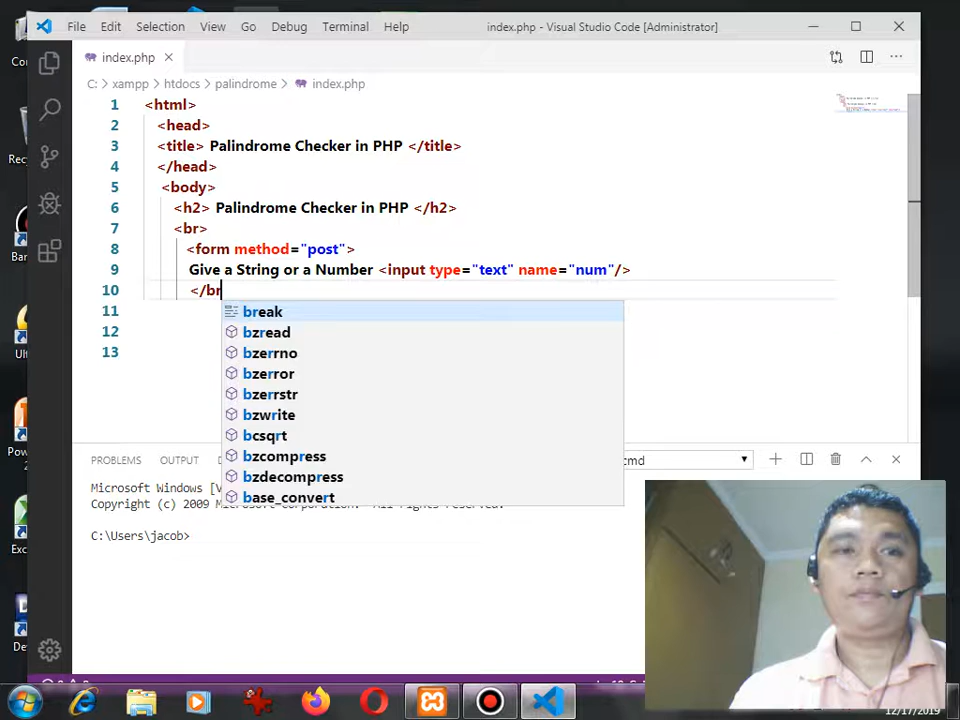 File Edit Selection View Go Debug Terminal Help index.php - Visual Studio Code [Administrator]
index.php
C: > xampp > htdocs > palindrome > index.php
1 <html>
2 <head>
3 <title> Palindrome Checker in PHP </title>
4 </head>
5 <body>
6 <h2> Palindrome Checker in PHP </h2>
7 <br>
8 <form method="post">
9 Give a String or a Number <input type="text" name="num"/>
10 </br
11 break
12 bzread
13 bzerrno
bzerror
bzerrstr
bzwrite
bcsqrt
bzcompress
bzdecompress
base_convert
PROBLEMS OUTPUT cmd
Microsoft Windows [V
Copyright (c) 2009 Microsoft Corporation. All rights reserved.
C:\Users\jacob>
12/17/2019